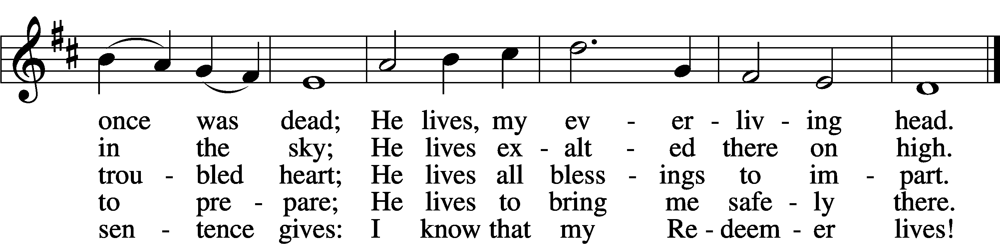 once was dead; He lives, my ev - er - liv - ing head.
in the sky; He lives ex - alt - ed there on high.
trou - bled heart; He lives all bless - ings to im - part.
to pre - pare; He lives to bring me safe - ly there.
sen - tence gives: I know that my Re - deem - er lives!